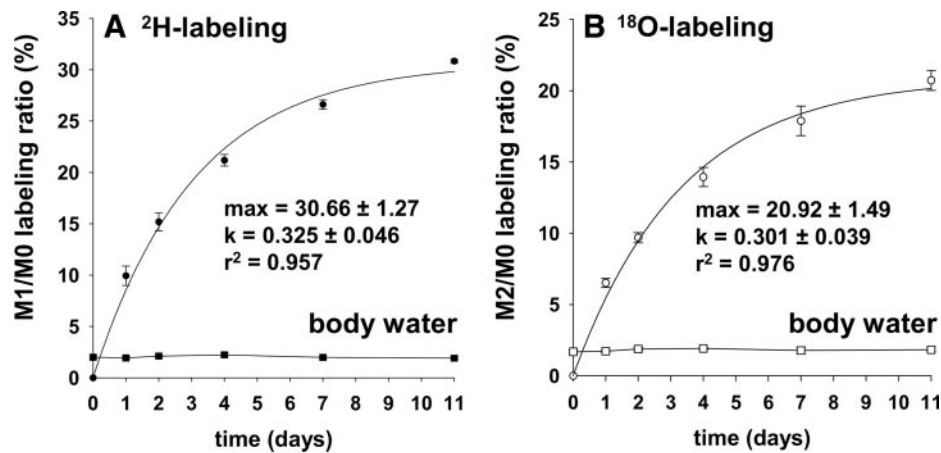 A ²H-labeling
M1/M0 labeling ratio (%)
35
30
25
20
15
10
5
0
max = 30.66 ± 1.27
k = 0.325 ± 0.046
r² = 0.957
body water
0 1 2 3 4 5 6 7 8 9 10 11
time (days)
B ¹⁸O-labeling
M2/M0 labeling ratio (%)
25
20
15
10
5
0
max = 20.92 ± 1.49
k = 0.301 ± 0.039
r² = 0.976
body water
0 1 2 3 4 5 6 7 8 9 10 11
time (days)